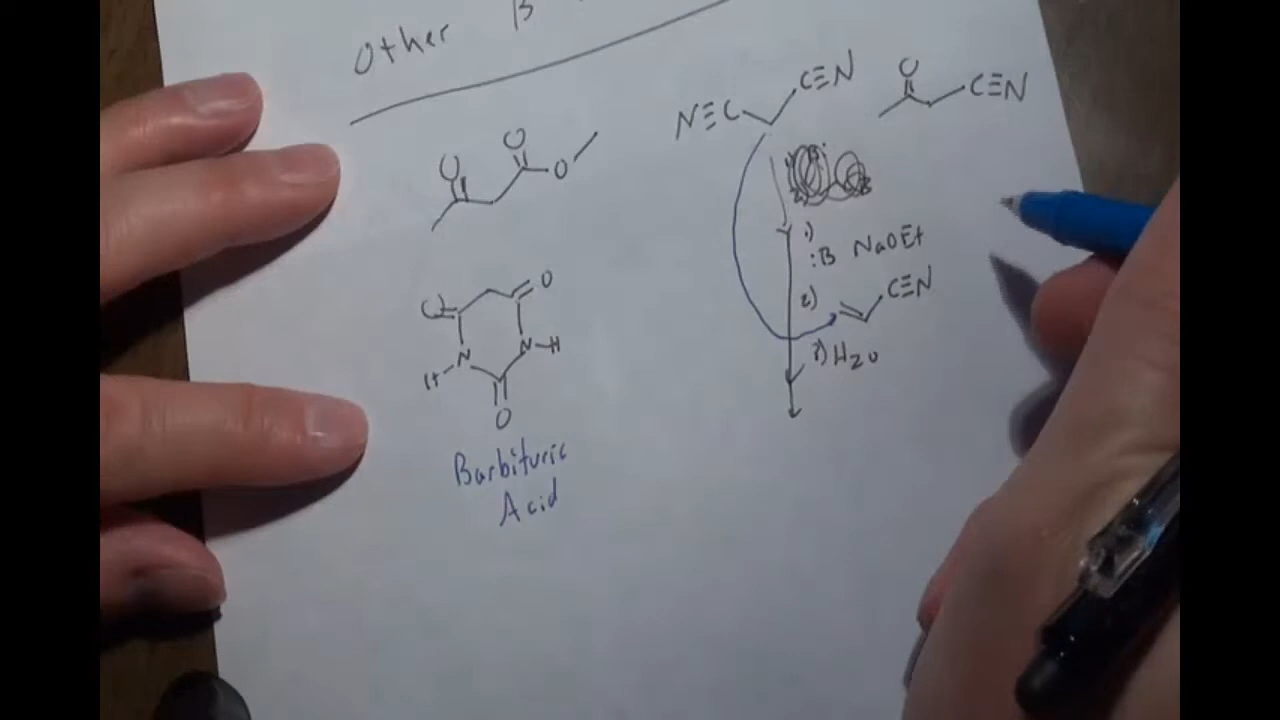 Other β
N≡C C≡N
O C≡N
O O O
1)
:B NaOEt
2) C≡N
3) H2O
O O
N N-H
H
O
Barbituric
Acid